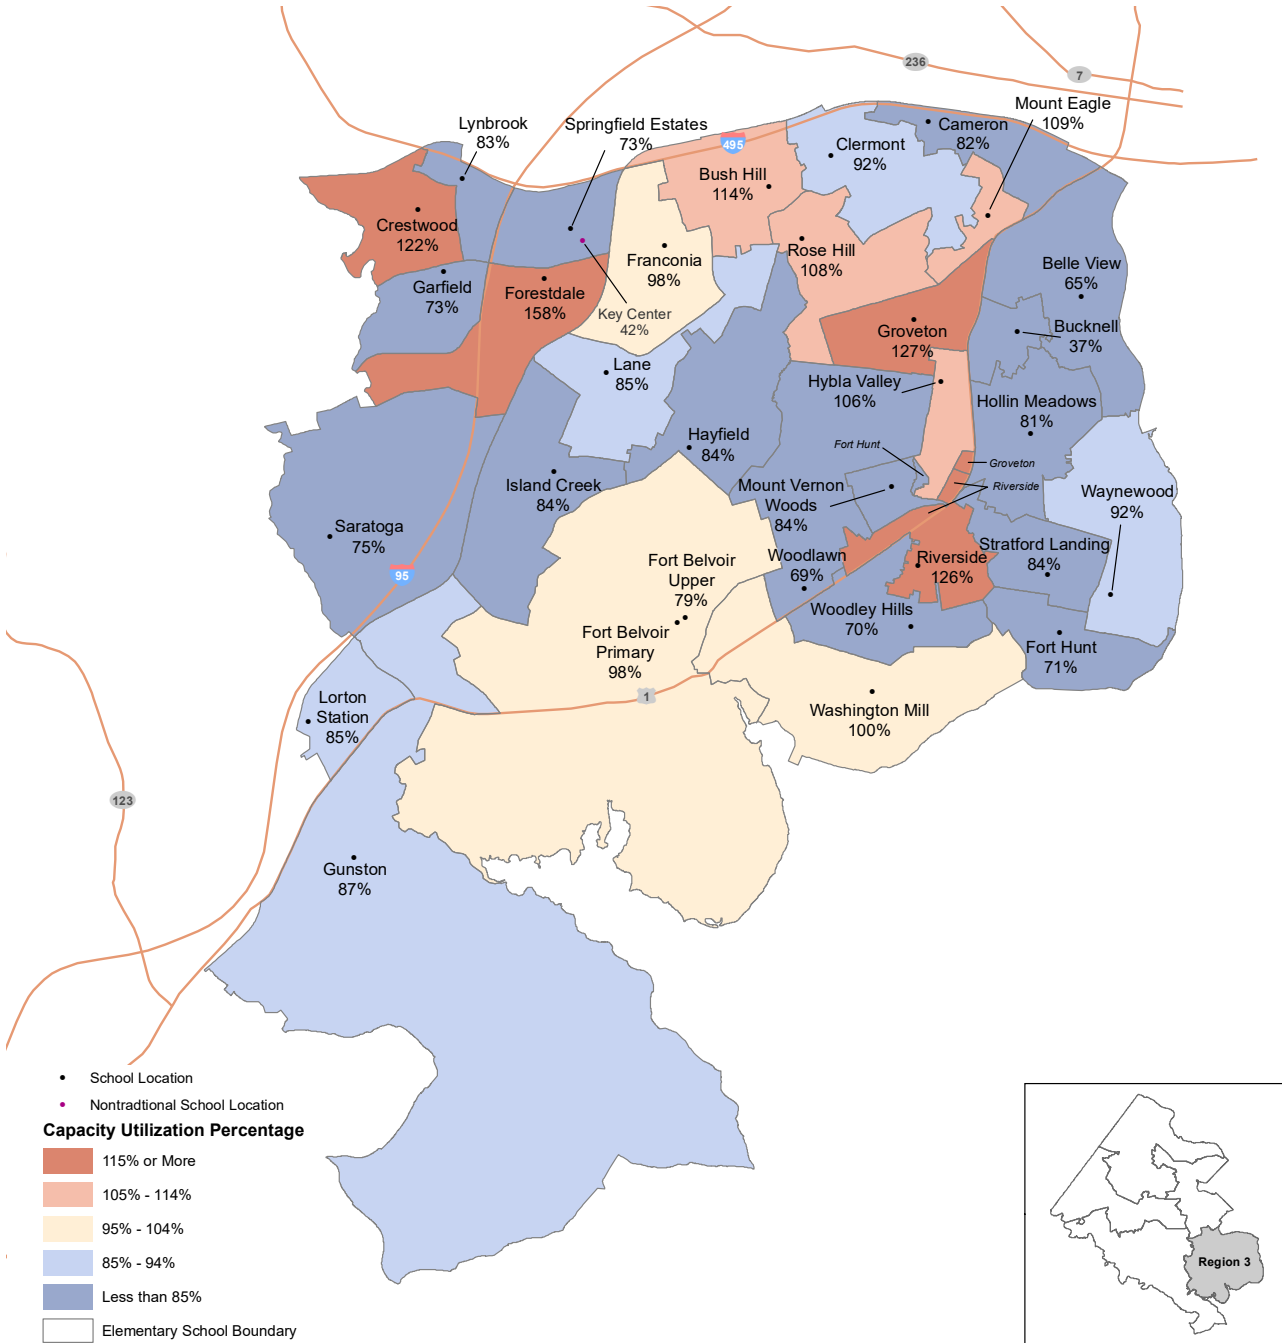 236
7
Mount Eagle
109%
Lynbrook
83%
Springfield Estates
73%
Cameron
82%
495
Clermont
92%
Bush Hill
114%
Crestwood
122%
Franconia
98%
Rose Hill
108%
Belle View
65%
Garfield
73%
Forestdale
158%
Key Center
42%
Groveton
127%
Bucknell
37%
Lane
85%
Hybla Valley
106%
Hollin Meadows
81%
Hayfield
84%
Fort Hunt
Groveton
Riverside
Island Creek
84%
Mount Vernon
Woods
84%
Waynewood
92%
Saratoga
75%
95
Fort Belvoir
Upper
79%
Woodlawn
69%
Riverside
126%
Stratford Landing
84%
Woodley Hills
70%
Fort Belvoir
Primary
98%
Fort Hunt
71%
1
Lorton
Station
85%
Washington Mill
100%
123
Gunston
87%
School Location
Nontradtional School Location
Capacity Utilization Percentage
115% or More
105% - 114%
95% - 104%
85% - 94%
Less than 85%
Elementary School Boundary
Region 3